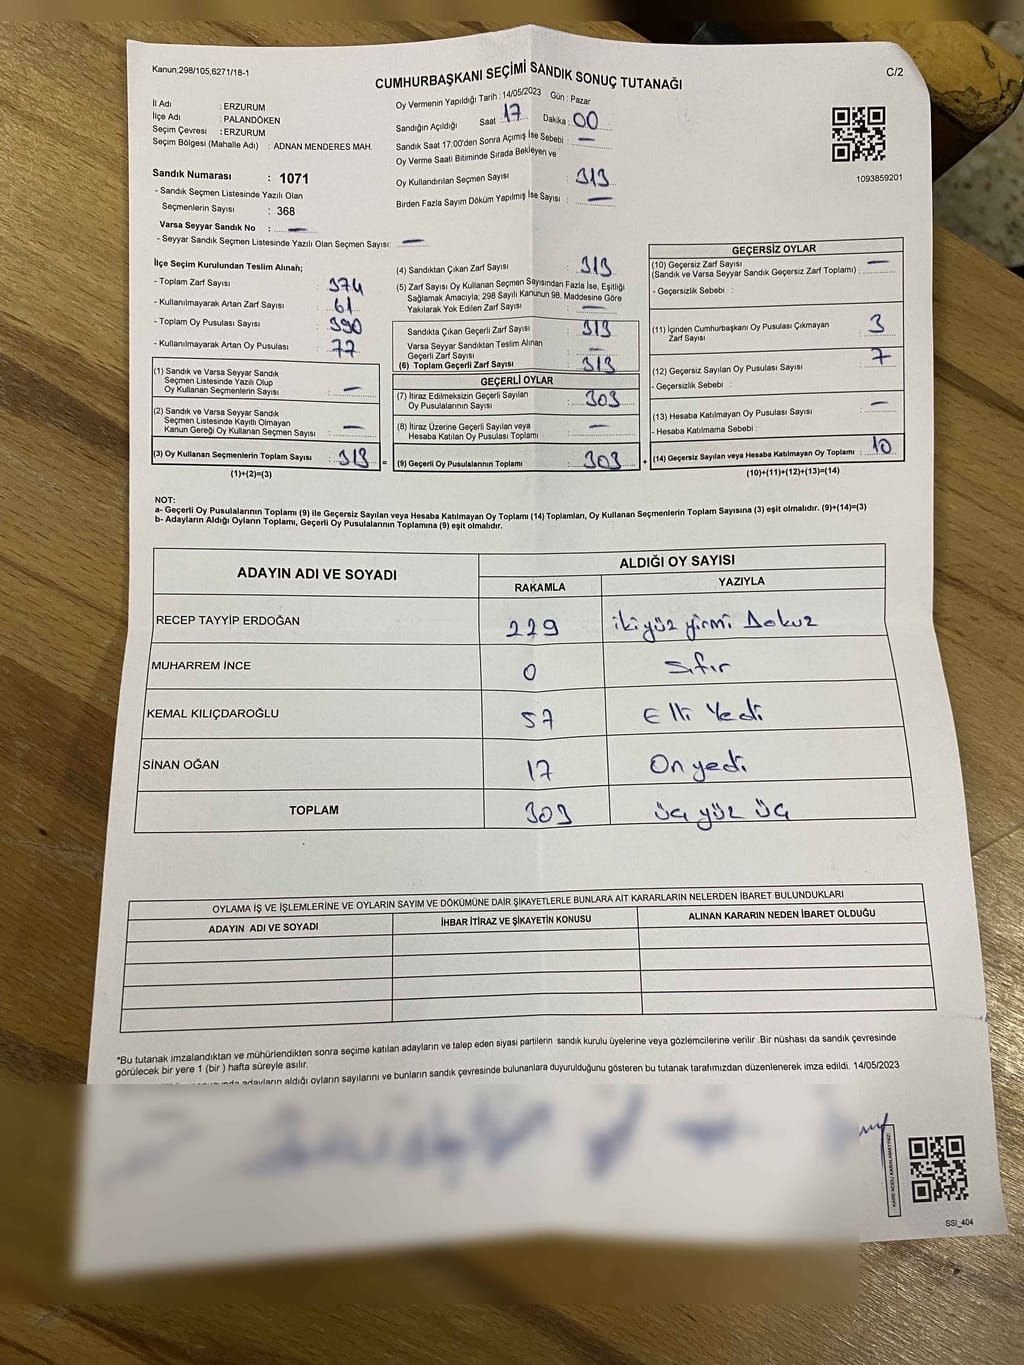 Kanun;298/105,6271/18-1
C/2
CUMHURBAŞKANI SEÇİMİ SANDIK SONUÇ TUTANAĞI
İl Adı : ERZURUM
İlçe Adı : PALANDÖKEN
Seçim Çevresi : ERZURUM
Seçim Bölgesi (Mahalle Adı) : ADNAN MENDERES MAH.
Sandık Numarası : 1071
- Sandık Seçmen Listesinde Yazılı Olan
Seçmenlerin Sayısı : 368
Varsa Seyyar Sandık No : —
- Seyyar Sandık Seçmen Listesinde Yazılı Olan Seçmen Sayısı: —
Oy Vermenin Yapıldığı Tarih : 14/05/2023 Gün : Pazar
Sandığın Açıldığı Saat : 17 Dakika : 00
Sandık Saat 17.00'den Sonra Açımış İse Sebebi : —
Oy Verme Saati Bitiminde Sırada Bekleyen ve
Oy Kullandırılan Seçmen Sayısı : 313
Birden Fazla Sayım Döküm Yapılmış İse Sayısı : —
1093859201
İlçe Seçim Kurulundan Teslim Alınan;
- Toplam Zarf Sayısı : 374
- Kullanılmayarak Artan Zarf Sayısı : 61
- Toplam Oy Pusulası Sayısı : 390
- Kullanılmayarak Artan Oy Pusulası : 77
(1) Sandık ve Varsa Seyyar Sandık
Seçmen Listesinde Yazılı Olup
Oy Kullanan Seçmenlerin Sayısı : —
(2) Sandık ve Varsa Seyyar Sandık
Seçmen Listesinde Kayıtlı Olmayan
Kanun Gereği Oy Kullanan Seçmen Sayısı : —
(3) Oy Kullanan Seçmenlerin Toplam Sayısı : 313 =
(1)+(2)=(3)
(4) Sandıktan Çıkan Zarf Sayısı : 313
(5) Zarf Sayısı Oy Kullanan Seçmen Sayısından Fazla İse, Eşitliği
Sağlamak Amacıyla; 298 Sayılı Kanunun 98. Maddesine Göre
Yakılarak Yok Edilen Zarf Sayısı : —
Sandıkta Çıkan Geçerli Zarf Sayısı : 313
Varsa Seyyar Sandıktan Teslim Alınan
Geçerli Zarf Sayısı : —
(6) Toplam Geçerli Zarf Sayısı : 313
GEÇERLİ OYLAR
(7) İtiraz Edilmeksizin Geçerli Sayılan
Oy Pusulalarının Sayısı : 303
(8) İtiraz Üzerine Geçerli Sayılan veya
Hesaba Katılan Oy Pusulası Toplamı : —
(9) Geçerli Oy Pusulalarının Toplamı : 303 +
GEÇERSİZ OYLAR
(10) Geçersiz Zarf Sayısı
(Sandık ve Varsa Seyyar Sandık Geçersiz Zarf Toplamı) : —
- Geçersizlik Sebebi :
(11) İçinden Cumhurbaşkanı Oy Pusulası Çıkmayan
Zarf Sayısı : 3
(12) Geçersiz Sayılan Oy Pusulası Sayısı : 7
- Geçersizlik Sebebi :
(13) Hesaba Katılmayan Oy Pusulası Sayısı : —
- Hesaba Katılmama Sebebi :
(14) Geçersiz Sayılan veya Hesaba Katılmayan Oy Toplamı : 10
(10)+(11)+(12)+(13)=(14)
NOT:
a- Geçerli Oy Pusulalarının Toplamı (9) ile Geçersiz Sayılan veya Hesaba Katılmayan Oy Toplamı (14) Toplamları, Oy Kullanan Seçmenlerin Toplam Sayısına (3) eşit olmalıdır. (9)+(14)=(3)
b- Adayların Aldığı Oyların Toplamı, Geçerli Oy Pusulalarının Toplamına (9) eşit olmalıdır.
ADAYIN ADI VE SOYADI
ALDIĞI OY SAYISI
RAKAMLA YAZIYLA
RECEP TAYYİP ERDOĞAN 229 ikiyüz yirmi Dokuz
MUHARREM İNCE 0 Sıfır
KEMAL KILIÇDAROĞLU 57 Elli Yedi
SİNAN OĞAN 17 On yedi
TOPLAM 303 üç yüz üç
OYLAMA İŞ VE İŞLEMLERİNE VE OYLARIN SAYIM VE DÖKÜMÜNE DAİR ŞİKAYETLERLE BUNLARA AİT KARARLARIN NELERDEN İBARET BULUNDUKLARI
ADAYIN ADI VE SOYADI İHBAR İTİRAZ VE ŞİKAYETİN KONUSU ALINAN KARARIN NEDEN İBARET OLDUĞU
*Bu tutanak imzalandıktan ve mühürlendikten sonra seçime katılan adayların ve talep eden siyasi partilerin sandık kurulu üyelerine veya gözlemcilerine verilir .Bir nüshası da sandık çevresinde
görülecek bir yere 1 (bir ) hafta süreyle asılır.
adayların aldığı oyların sayılarını ve bunların sandık çevresinde bulunanlara duyurulduğunu gösteren bu tutanak tarafımızdan düzenlenerek imza edildi. 14/05/2023
KARE KODU KARALAMAYINIZ!
SSI_404